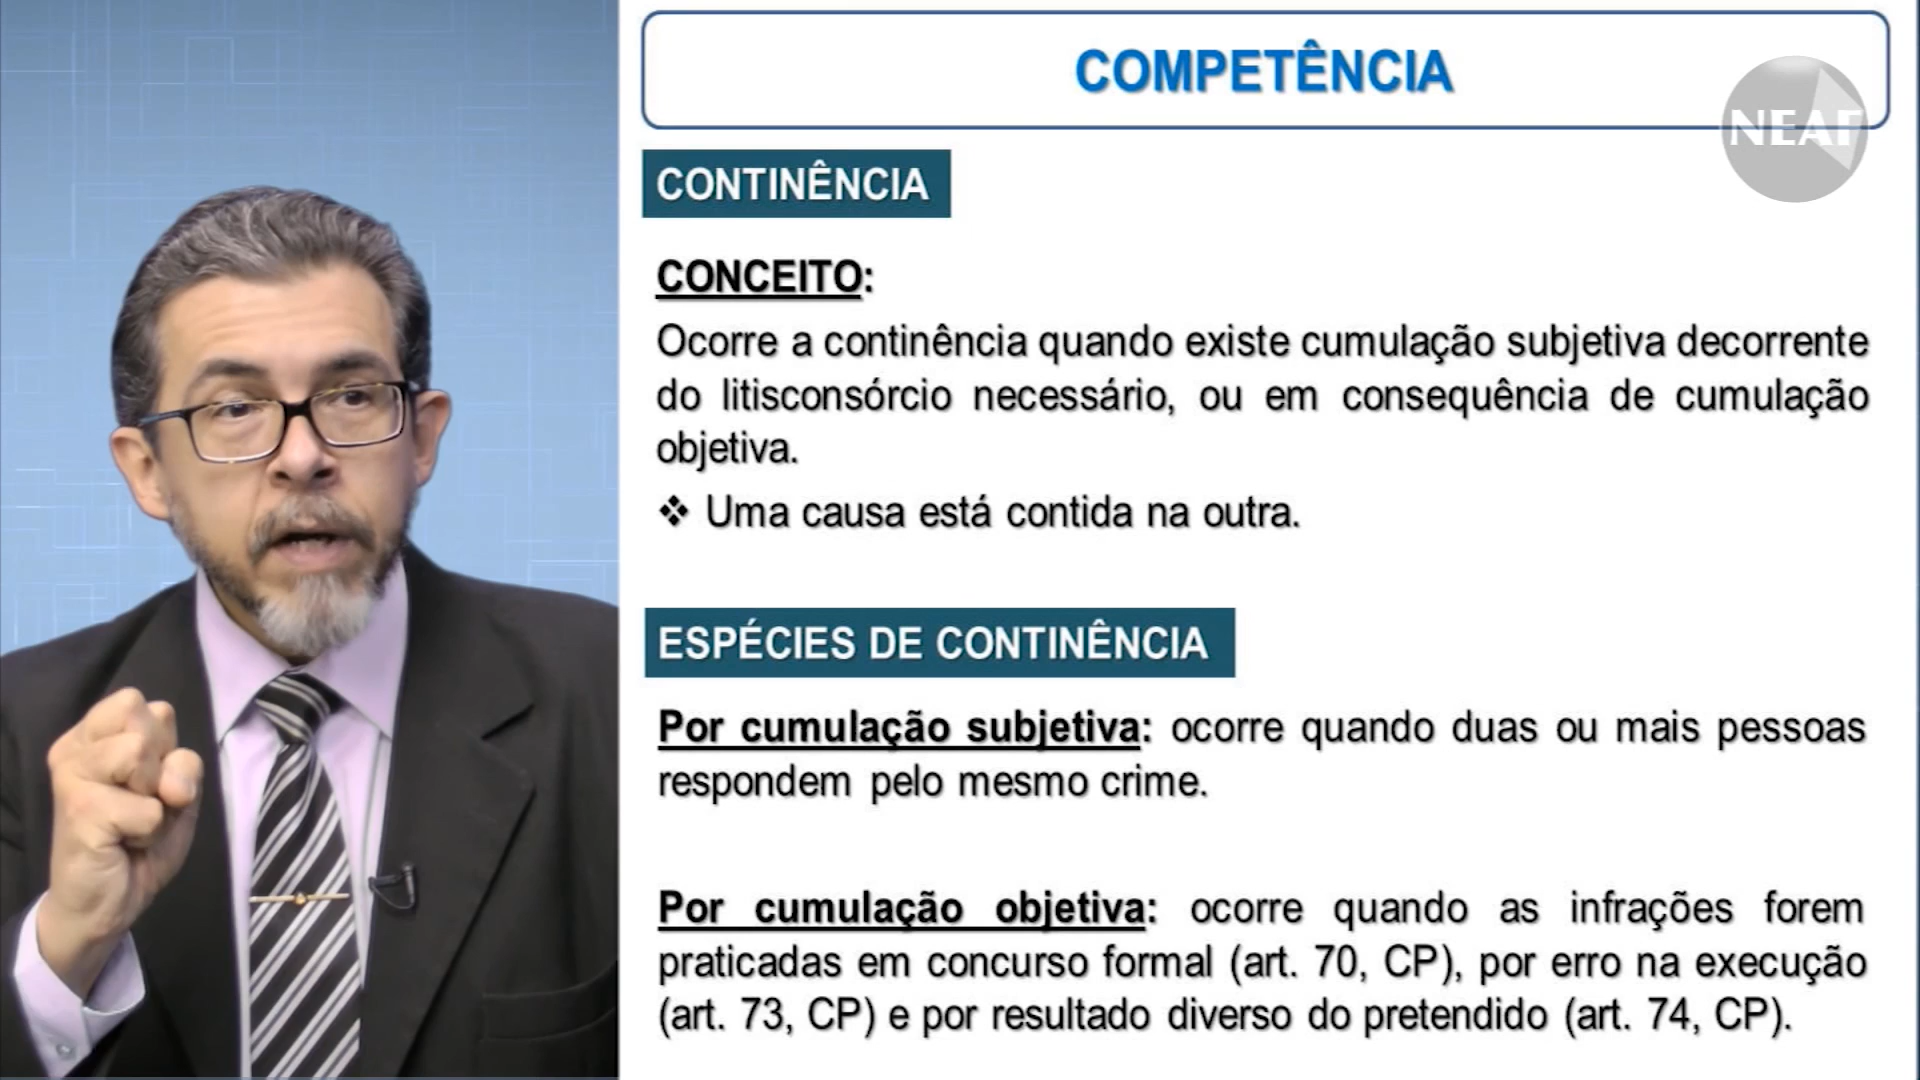 COMPETÊNCIA
NEAF
CONTINÊNCIA
CONCEITO:
Ocorre a continência quando existe cumulação subjetiva decorrente
do litisconsórcio necessário, ou em consequência de cumulação
objetiva.
❖ Uma causa está contida na outra.
ESPÉCIES DE CONTINÊNCIA
Por cumulação subjetiva: ocorre quando duas ou mais pessoas
respondem pelo mesmo crime.
Por cumulação objetiva: ocorre quando as infrações forem
praticadas em concurso formal (art. 70, CP), por erro na execução
(art. 73, CP) e por resultado diverso do pretendido (art. 74, CP).